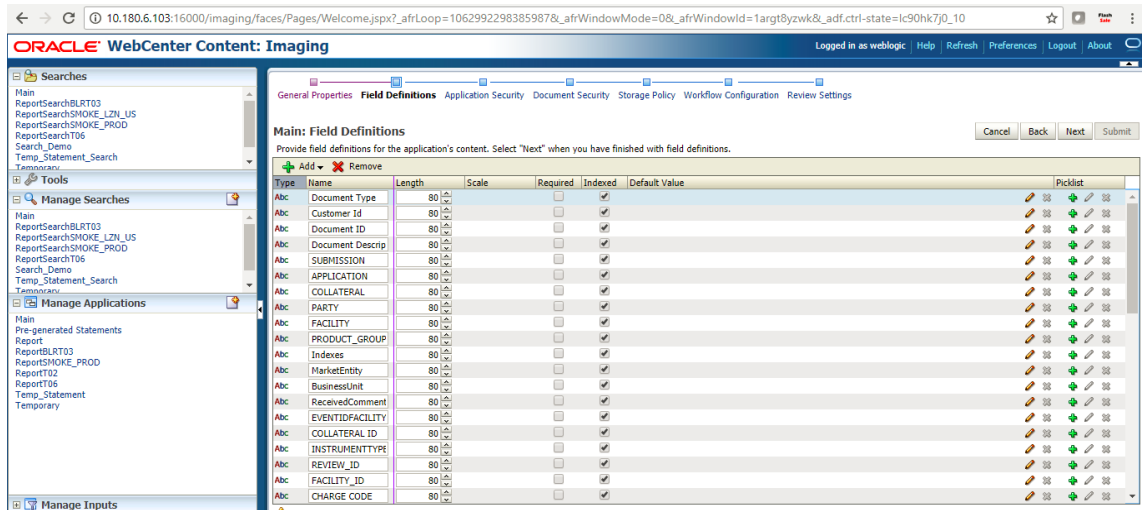 10.180.6.103:16000/imaging/faces/Pages/Welcome.jspx?_afrLoop=1062992298385987&_afrWindowMode=0&_afrWindowId=1argt8yzwk&_adf.ctrl-state=lc90hk7j0_10
ORACLE WebCenter Content: Imaging
Logged in as weblogic Help Refresh Preferences Logout About
Searches
Main
ReportSearchBLRT03
ReportSearchSMOKE_LZN_US
ReportSearchSMOKE_PROD
ReportSearchT06
Search_Demo
Temp_Statement_Search
Temporary
Tools
Manage Searches
Main
ReportSearchBLRT03
ReportSearchSMOKE_LZN_US
ReportSearchSMOKE_PROD
ReportSearchT06
Search_Demo
Temp_Statement_Search
Temporary
Manage Applications
Main
Pre-generated Statements
Report
ReportBLRT03
ReportSMOKE_PROD
ReportT02
ReportT06
Temp_Statement
Temporary
Manage Inputs
General Properties Field Definitions Application Security Document Security Storage Policy Workflow Configuration Review Settings
Main: Field Definitions
Cancel Back Next Submit
Provide field definitions for the application's content. Select "Next" when you have finished with field definitions.
Add Remove
Type Name Length Scale Required Indexed Default Value Picklist
Abc Document Type 80
Abc Customer Id 80
Abc Document ID 80
Abc Document Descrip 80
Abc SUBMISSION 80
Abc APPLICATION 80
Abc COLLATERAL 80
Abc PARTY 80
Abc FACILITY 80
Abc PRODUCT_GROUP 80
Abc Indexes 80
Abc MarketEntity 80
Abc BusinessUnit 80
Abc ReceivedComment 80
Abc EVENTIDFACILITY 80
Abc COLLATERAL ID 80
Abc INSTRUMENTTYPE 80
Abc REVIEW_ID 80
Abc FACILITY_ID 80
Abc CHARGE CODE 80